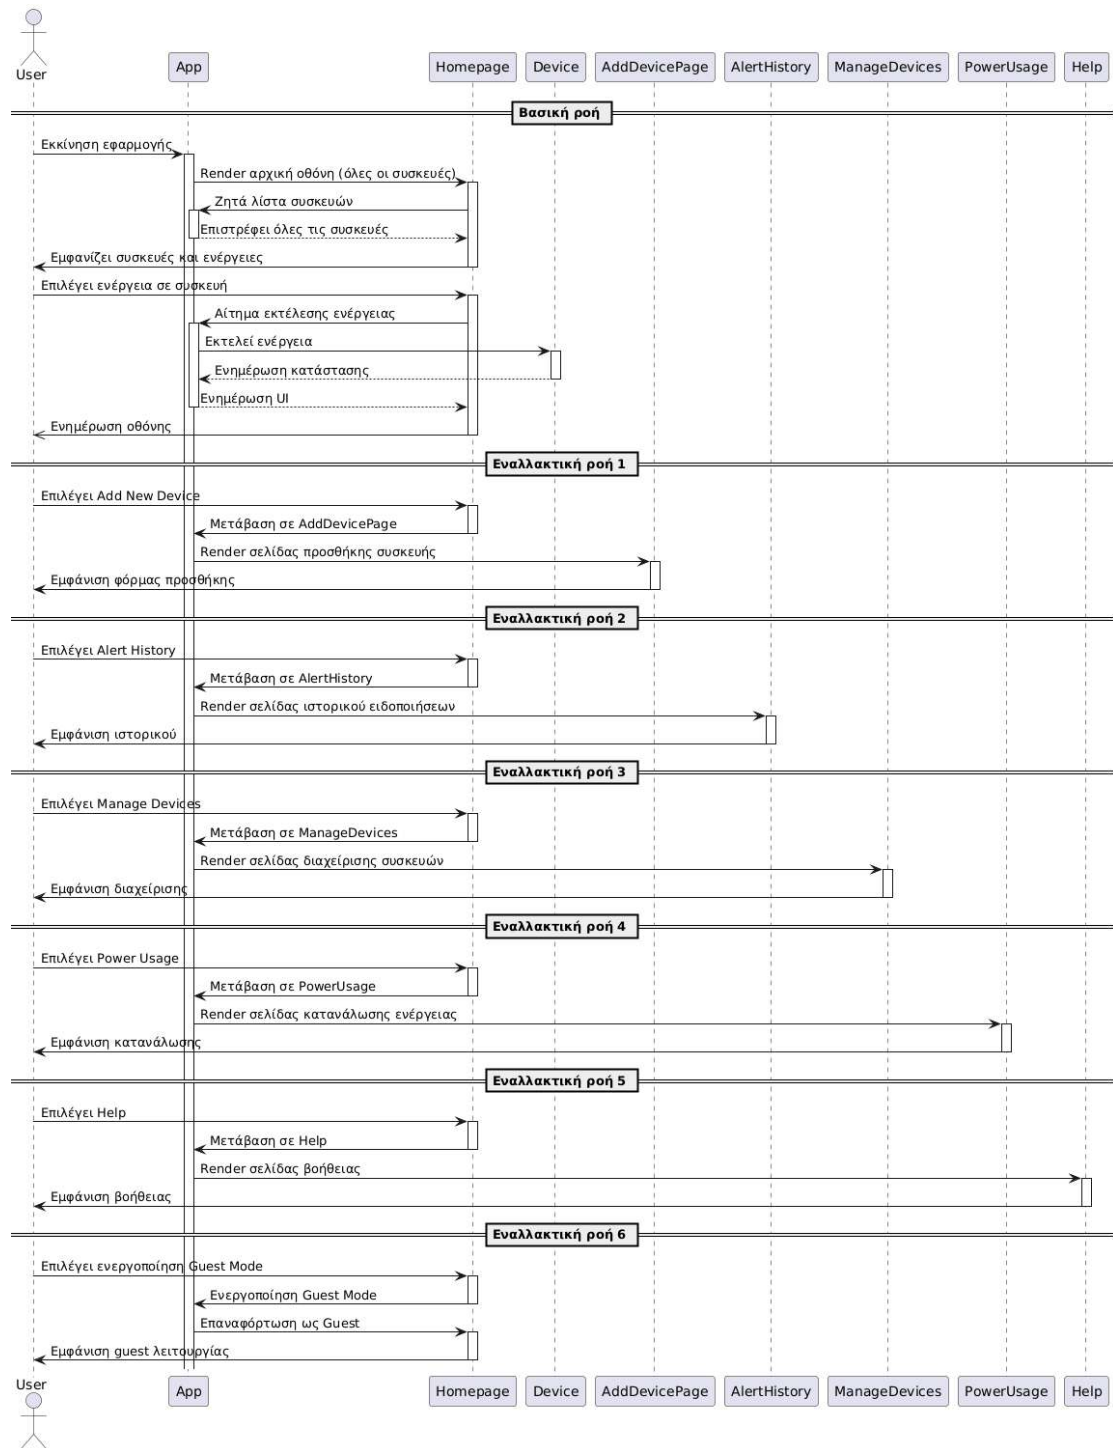 User
App
Homepage
Device
AddDevicePage
AlertHistory
ManageDevices
PowerUsage
Help
Βασική ροή
Εκκίνηση εφαρμογής
Render αρχική οθόνη (όλες οι συσκευές)
Ζητά λίστα συσκευών
Επιστρέφει όλες τις συσκευές
Εμφανίζει συσκευές και ενέργειες
Επιλέγει ενέργεια σε συσκευή
Αίτημα εκτέλεσης ενέργειας
Εκτελεί ενέργεια
Ενημέρωση κατάστασης
Ενημέρωση UI
Ενημέρωση οθόνης
Εναλλακτική ροή 1
Επιλέγει Add New Device
Μετάβαση σε AddDevicePage
Render σελίδας προσθήκης συσκευής
Εμφάνιση φόρμας προσθήκης
Εναλλακτική ροή 2
Επιλέγει Alert History
Μετάβαση σε AlertHistory
Render σελίδας ιστορικού ειδοποιήσεων
Εμφάνιση ιστορικού
Εναλλακτική ροή 3
Επιλέγει Manage Devices
Μετάβαση σε ManageDevices
Render σελίδας διαχείρισης συσκευών
Εμφάνιση διαχείρισης
Εναλλακτική ροή 4
Επιλέγει Power Usage
Μετάβαση σε PowerUsage
Render σελίδας κατανάλωσης ενέργειας
Εμφάνιση κατανάλωσης
Εναλλακτική ροή 5
Επιλέγει Help
Μετάβαση σε Help
Render σελίδας βοήθειας
Εμφάνιση βοήθειας
Εναλλακτική ροή 6
Επιλέγει ενεργοποίηση Guest Mode
Ενεργοποίηση Guest Mode
Επαναφόρτωση ως Guest
Εμφάνιση guest λειτουργίας
User
App
Homepage
Device
AddDevicePage
AlertHistory
ManageDevices
PowerUsage
Help